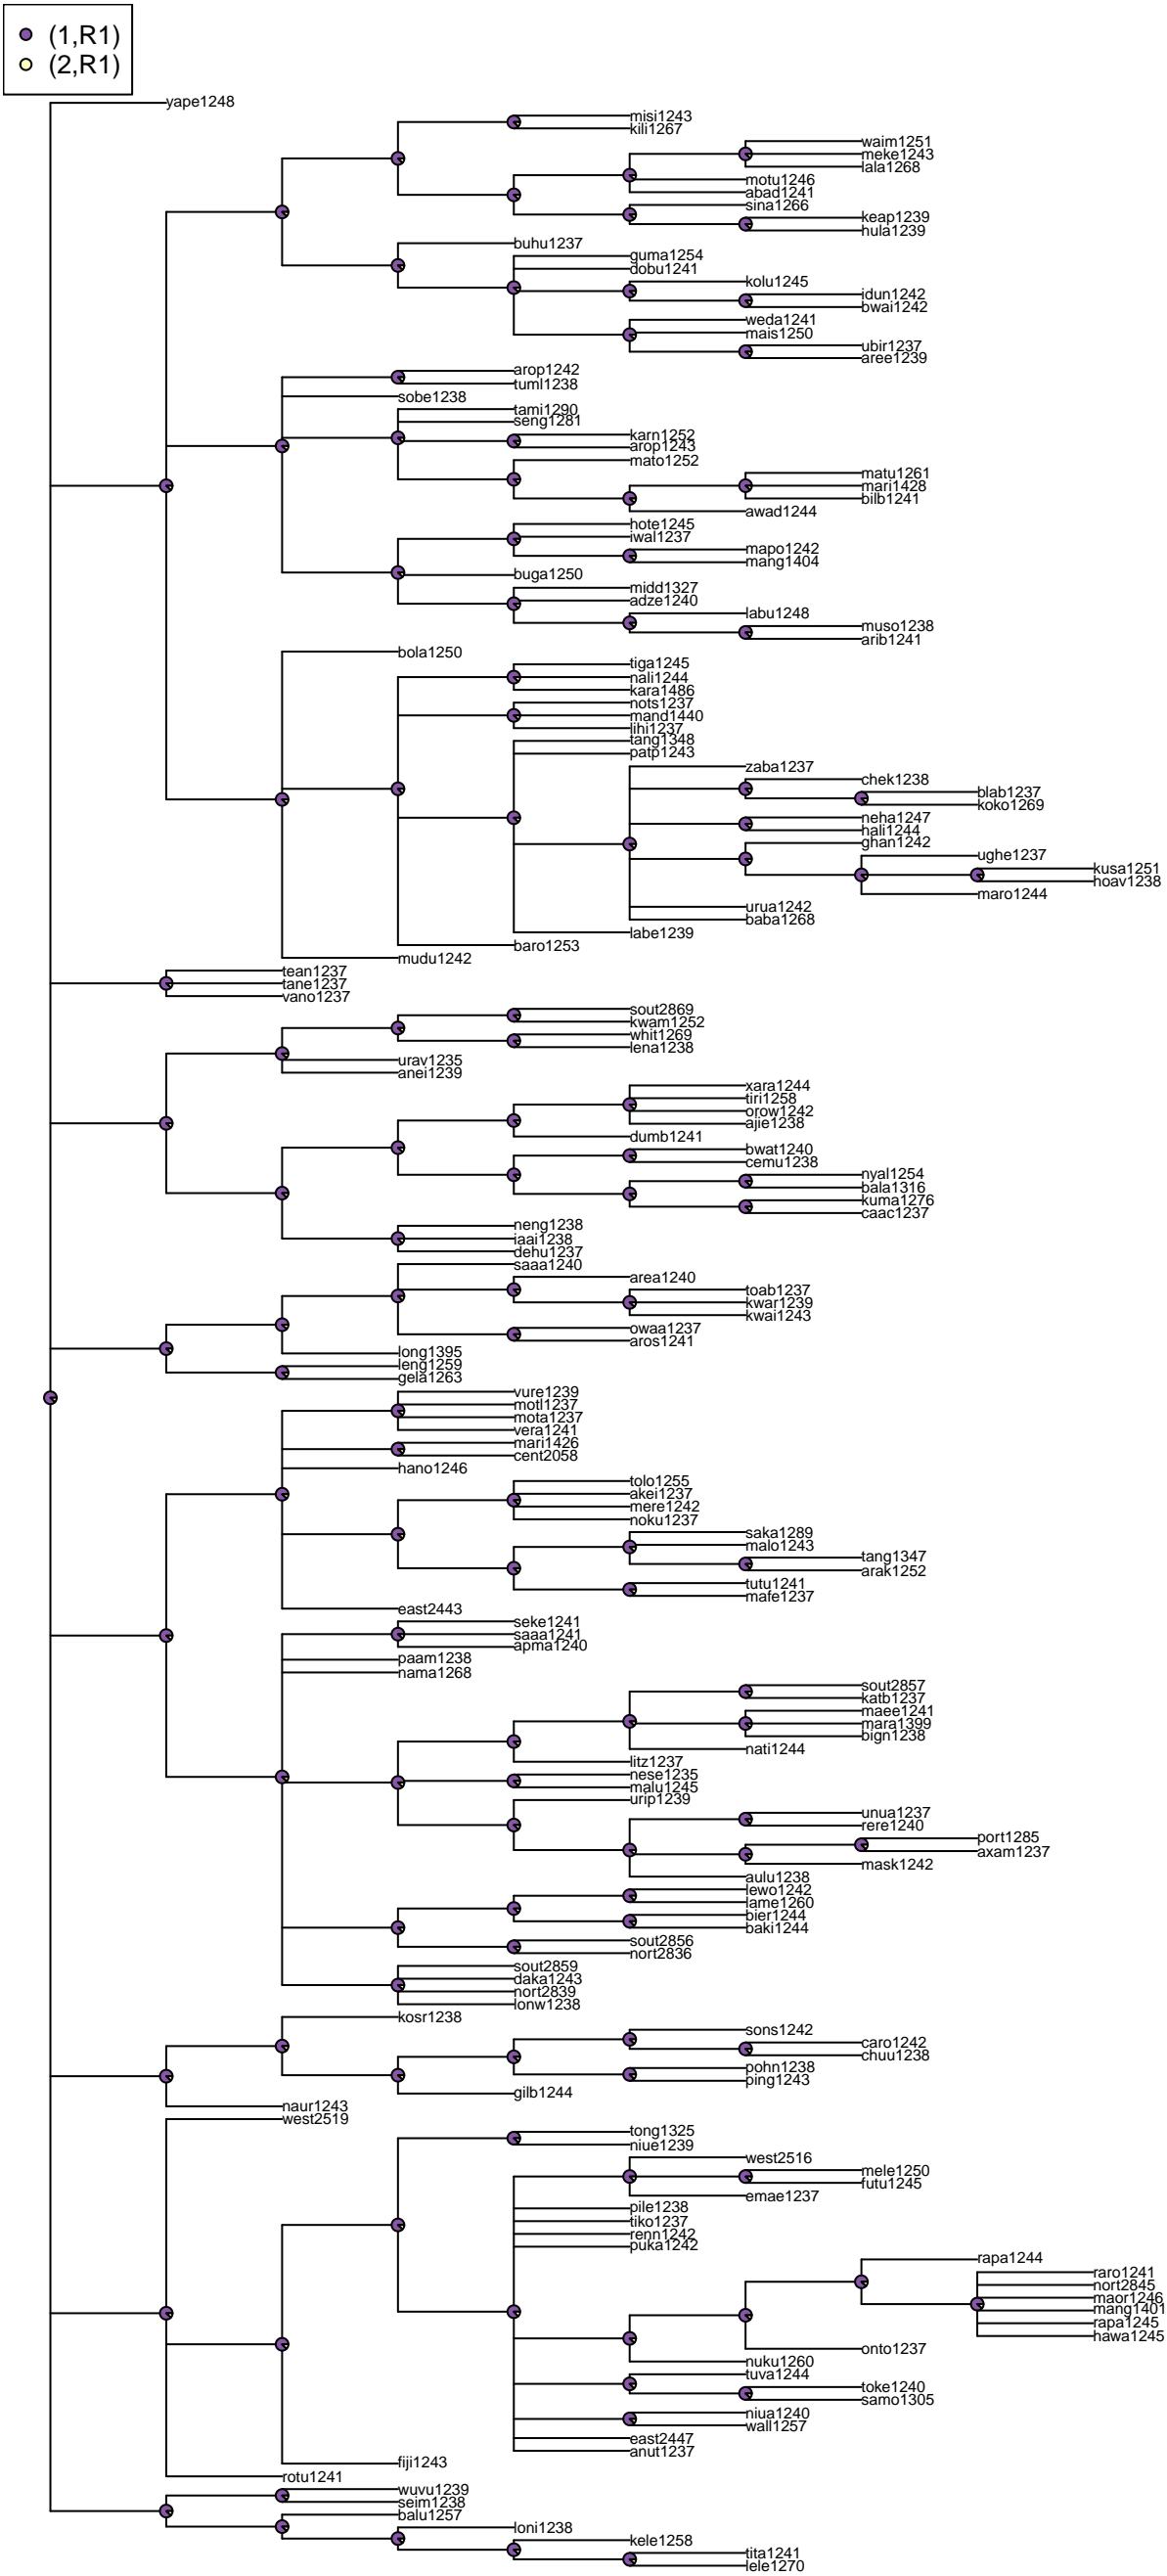 (1,R1)
(2,R1)
yape1248
misi1243
kili1267
waim1251
meke1243
lala1268
motu1246
abad1241
sina1266
keap1239
hula1239
buhu1237
guma1254
dobu1241
kolu1245
idun1242
bwai1242
weda1241
mais1250
ubir1237
aree1239
arop1242
tuml1238
sobe1238
tami1290
seng1281
karn1252
arop1243
mato1252
matu1261
mari1428
bilb1241
awad1244
hote1245
iwal1237
mapo1242
mang1404
buga1250
midd1327
adze1240
labu1248
muso1238
arib1241
bola1250
tiga1245
nali1244
kara1486
nots1237
mand1440
lihi1237
tang1348
patp1243
zaba1237
chek1238
blab1237
koko1269
neha1247
hali1244
ghan1242
ughe1237
kusa1251
hoav1238
maro1244
urua1242
baba1268
labe1239
baro1253
mudu1242
tean1237
tane1237
vano1237
sout2869
kwam1252
whit1269
lena1238
urav1235
anei1239
xara1244
tiri1258
orow1242
ajie1238
dumb1241
bwat1240
cemu1238
nyal1254
bala1316
kuma1276
caac1237
neng1238
iaai1238
dehu1237
saaa1240
area1240
toab1237
kwar1239
kwai1243
owaa1237
aros1241
long1395
leng1259
gela1263
vure1239
motl1237
mota1237
vera1241
mari1426
cent2058
hano1246
tolo1255
akei1237
mere1242
noku1237
saka1289
malo1243
tang1347
arak1252
tutu1241
mafe1237
east2443
seke1241
saaa1241
apma1240
paam1238
nama1268
sout2857
katb1237
maee1241
mara1399
bign1238
nati1244
litz1237
nese1235
malu1245
urip1239
unua1237
rere1240
port1285
axam1237
mask1242
aulu1238
lewo1242
lame1260
bier1244
baki1244
sout2856
nort2836
sout2859
daka1243
nort2839
lonw1238
kosr1238
sons1242
caro1242
chuu1238
pohn1238
ping1243
gilb1244
naur1243
west2519
tong1325
niue1239
west2516
mele1250
futu1245
emae1237
pile1238
tiko1237
renn1242
puka1242
rapa1244
raro1241
nort2845
maor1246
mang1401
rapa1245
hawa1245
onto1237
nuku1260
tuva1244
toke1240
samo1305
niua1240
wall1257
east2447
anut1237
fiji1243
rotu1241
wuvu1239
seim1238
balu1257
loni1238
kele1258
tita1241
lele1270